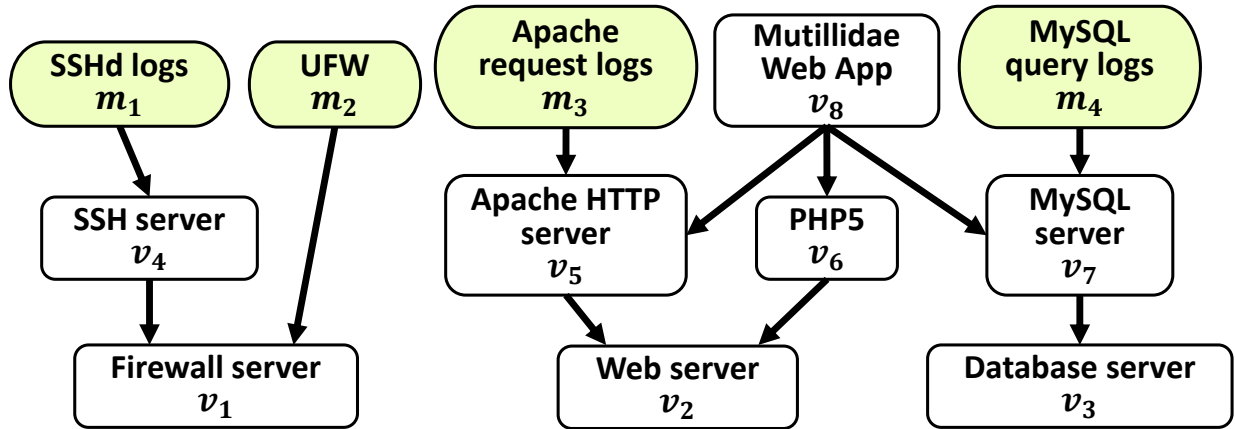 SSHd logs
m₁
UFW
m₂
Apache
request logs
m₃
Mutillidae
Web App
v₈
MySQL
query logs
m₄
SSH server
v₄
Apache HTTP
server
v₅
PHP5
v₆
MySQL
server
v₇
Firewall server
v₁
Web server
v₂
Database server
v₃